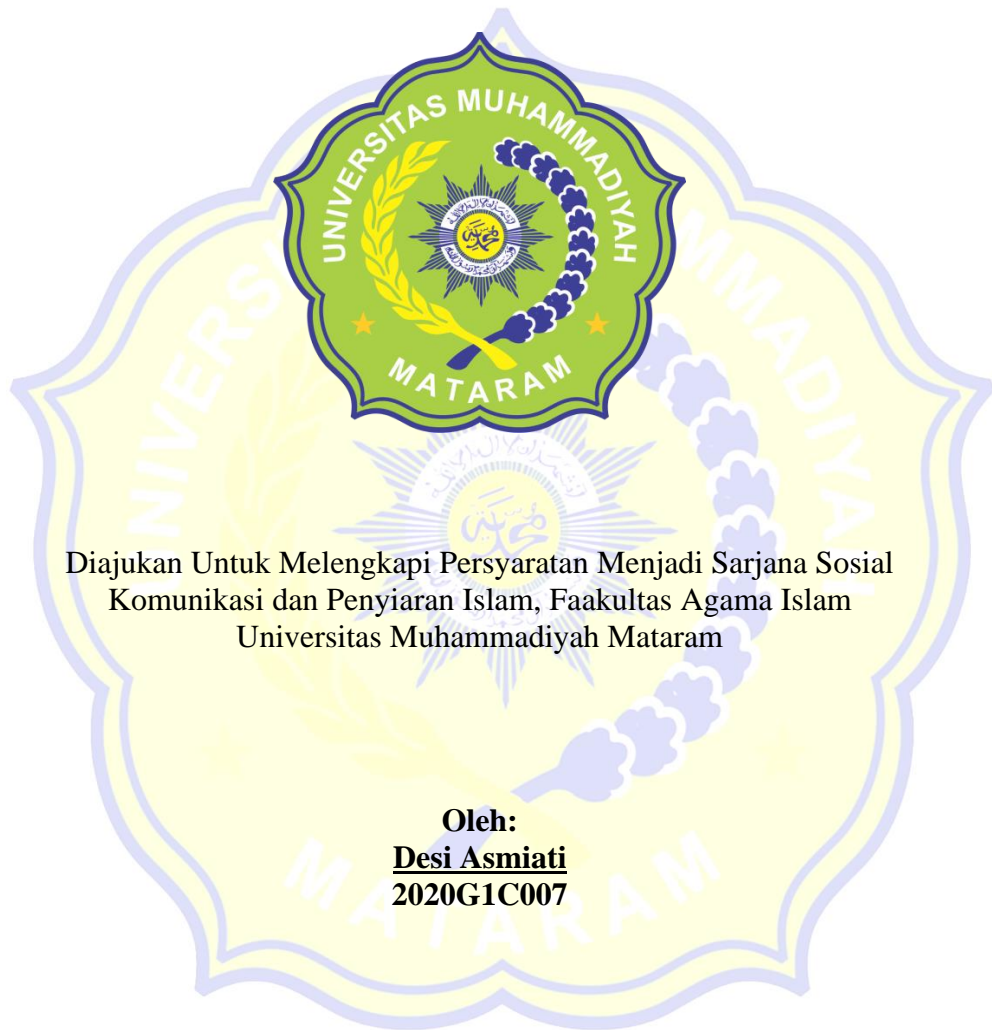 UNIVERSITAS MUHAMMADIYAH
MATARAM
Diajukan Untuk Melengkapi Persyaratan Menjadi Sarjana Sosial
Komunikasi dan Penyiaran Islam, Faakultas Agama Islam
Universitas Muhammadiyah Mataram
Oleh:
Desi Asmiati
2020G1C007